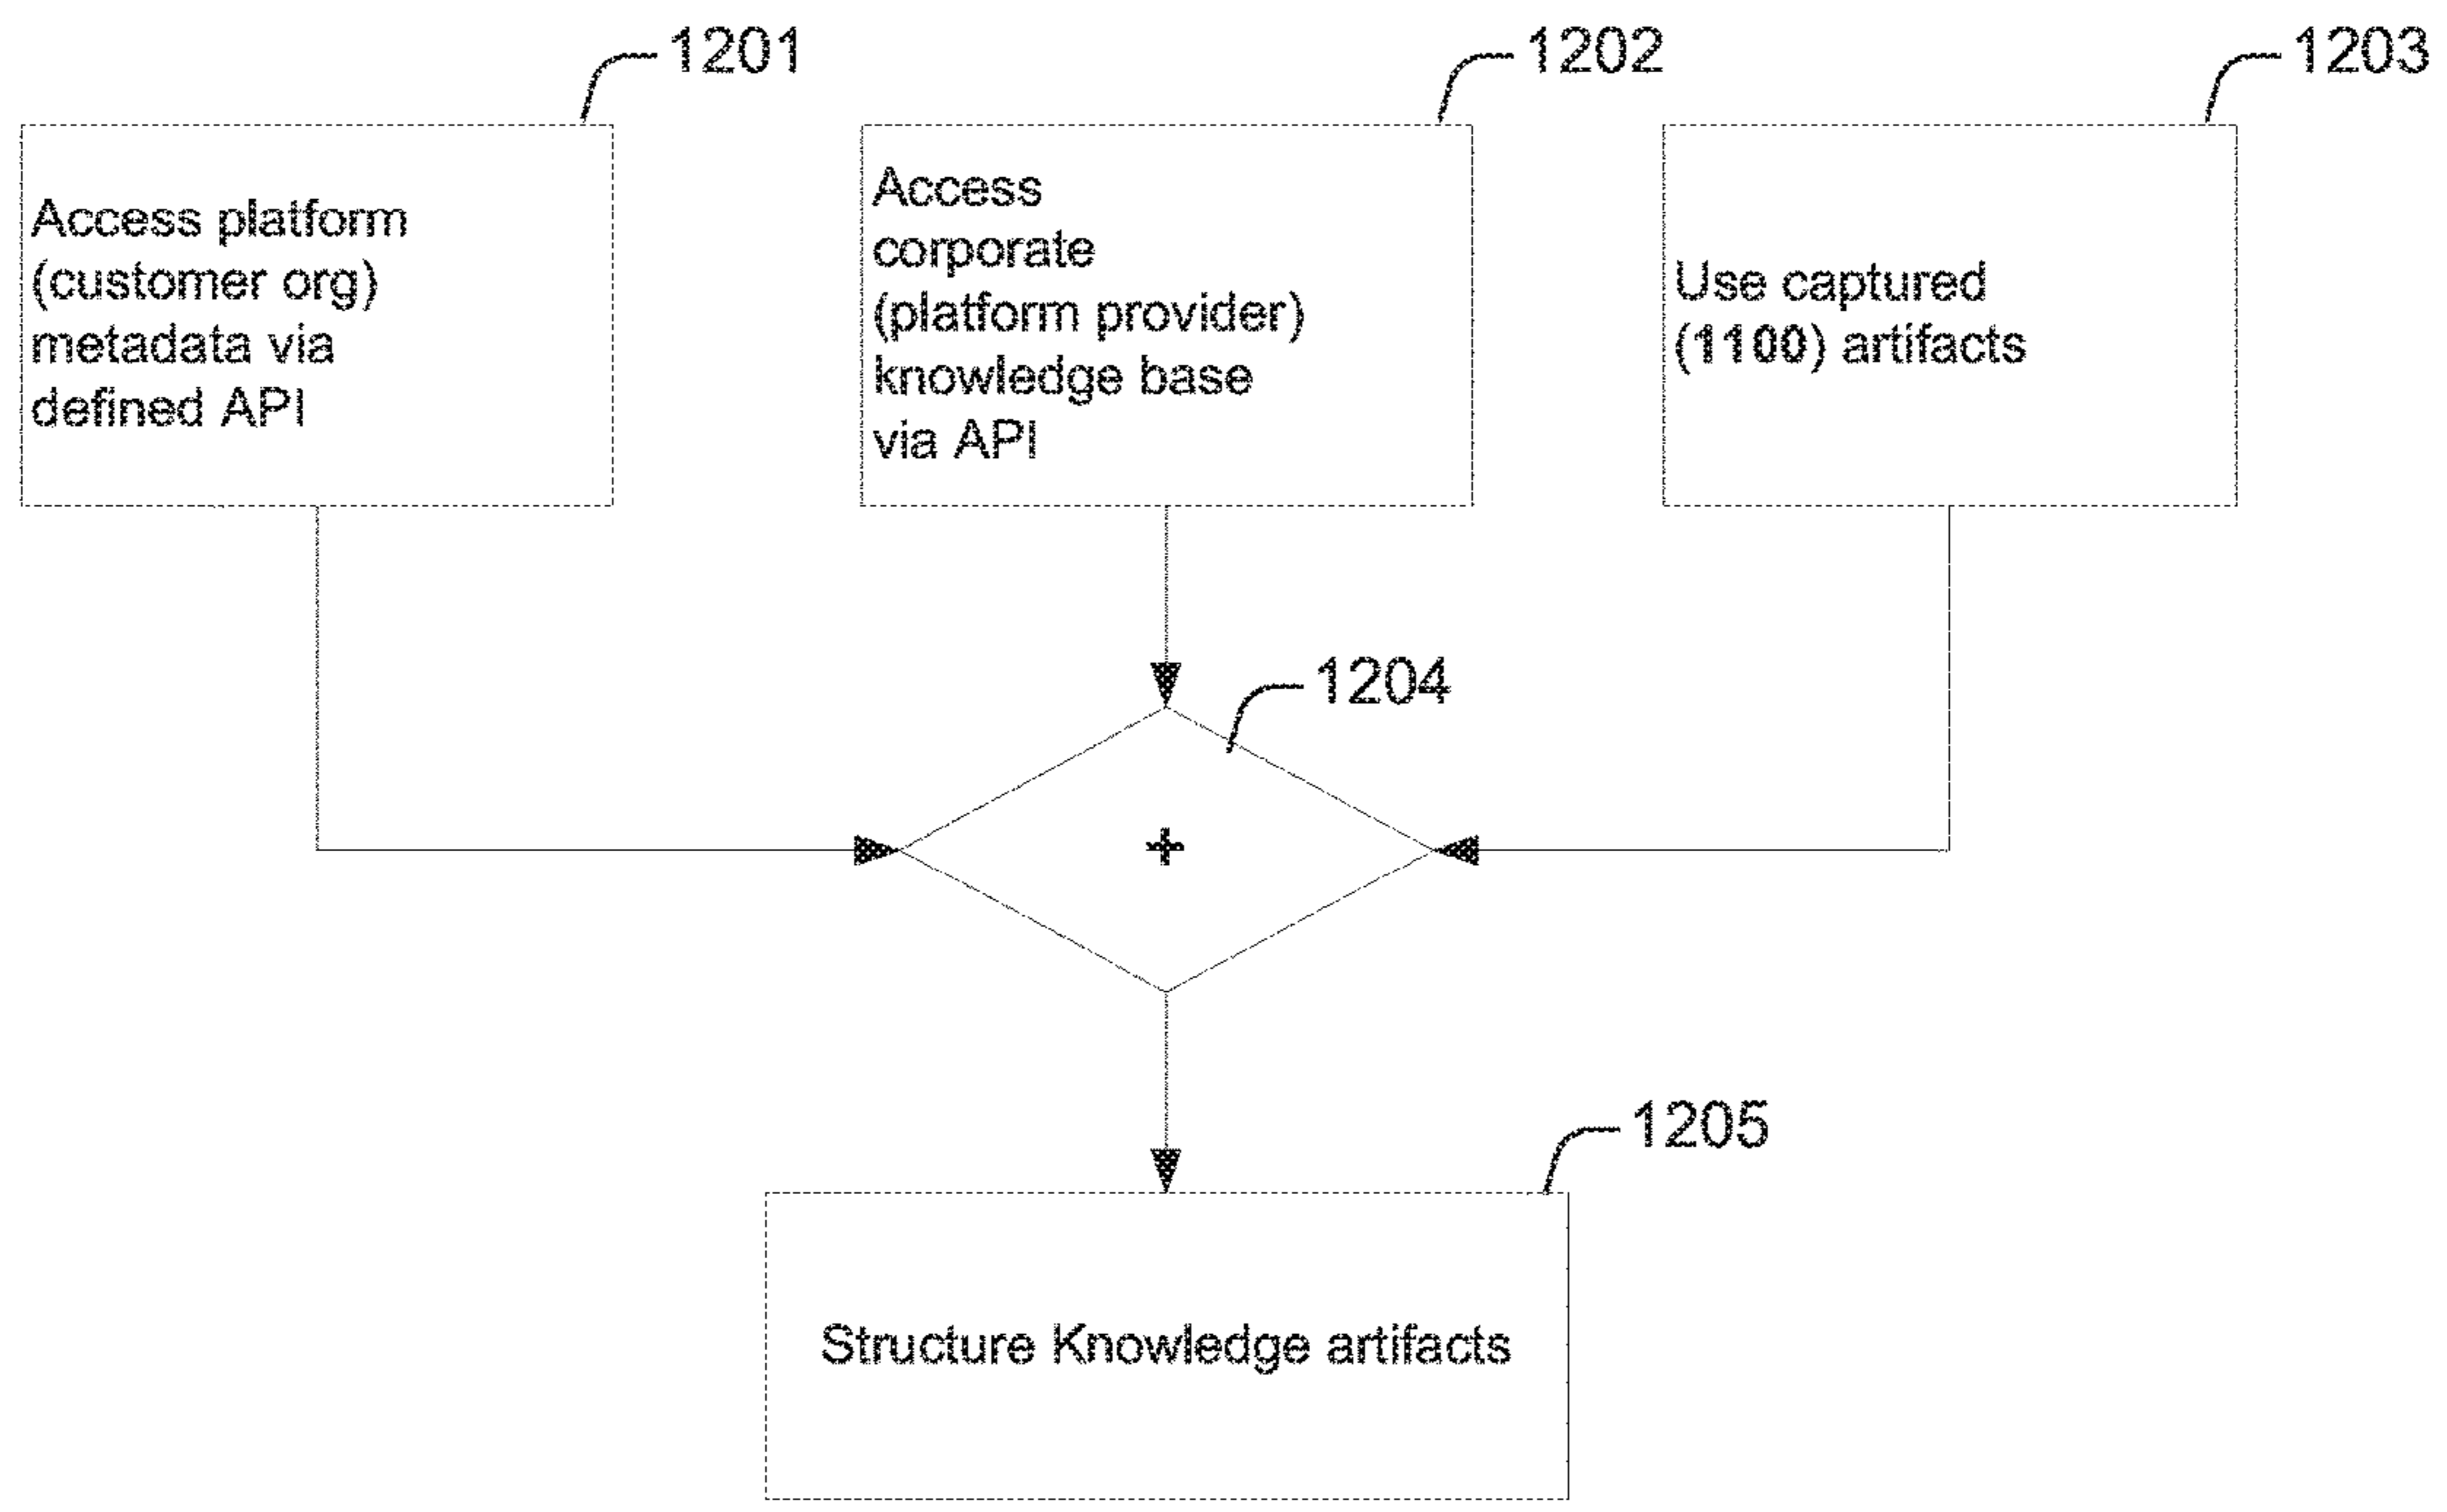 1201
Access platform
(customer org)
metadata via
defined API
1202
Access
corporate
(platform provider)
knowledge base
via API
1203
Use captured
(1100) artifacts
1204
+
1205
Structure Knowledge artifacts